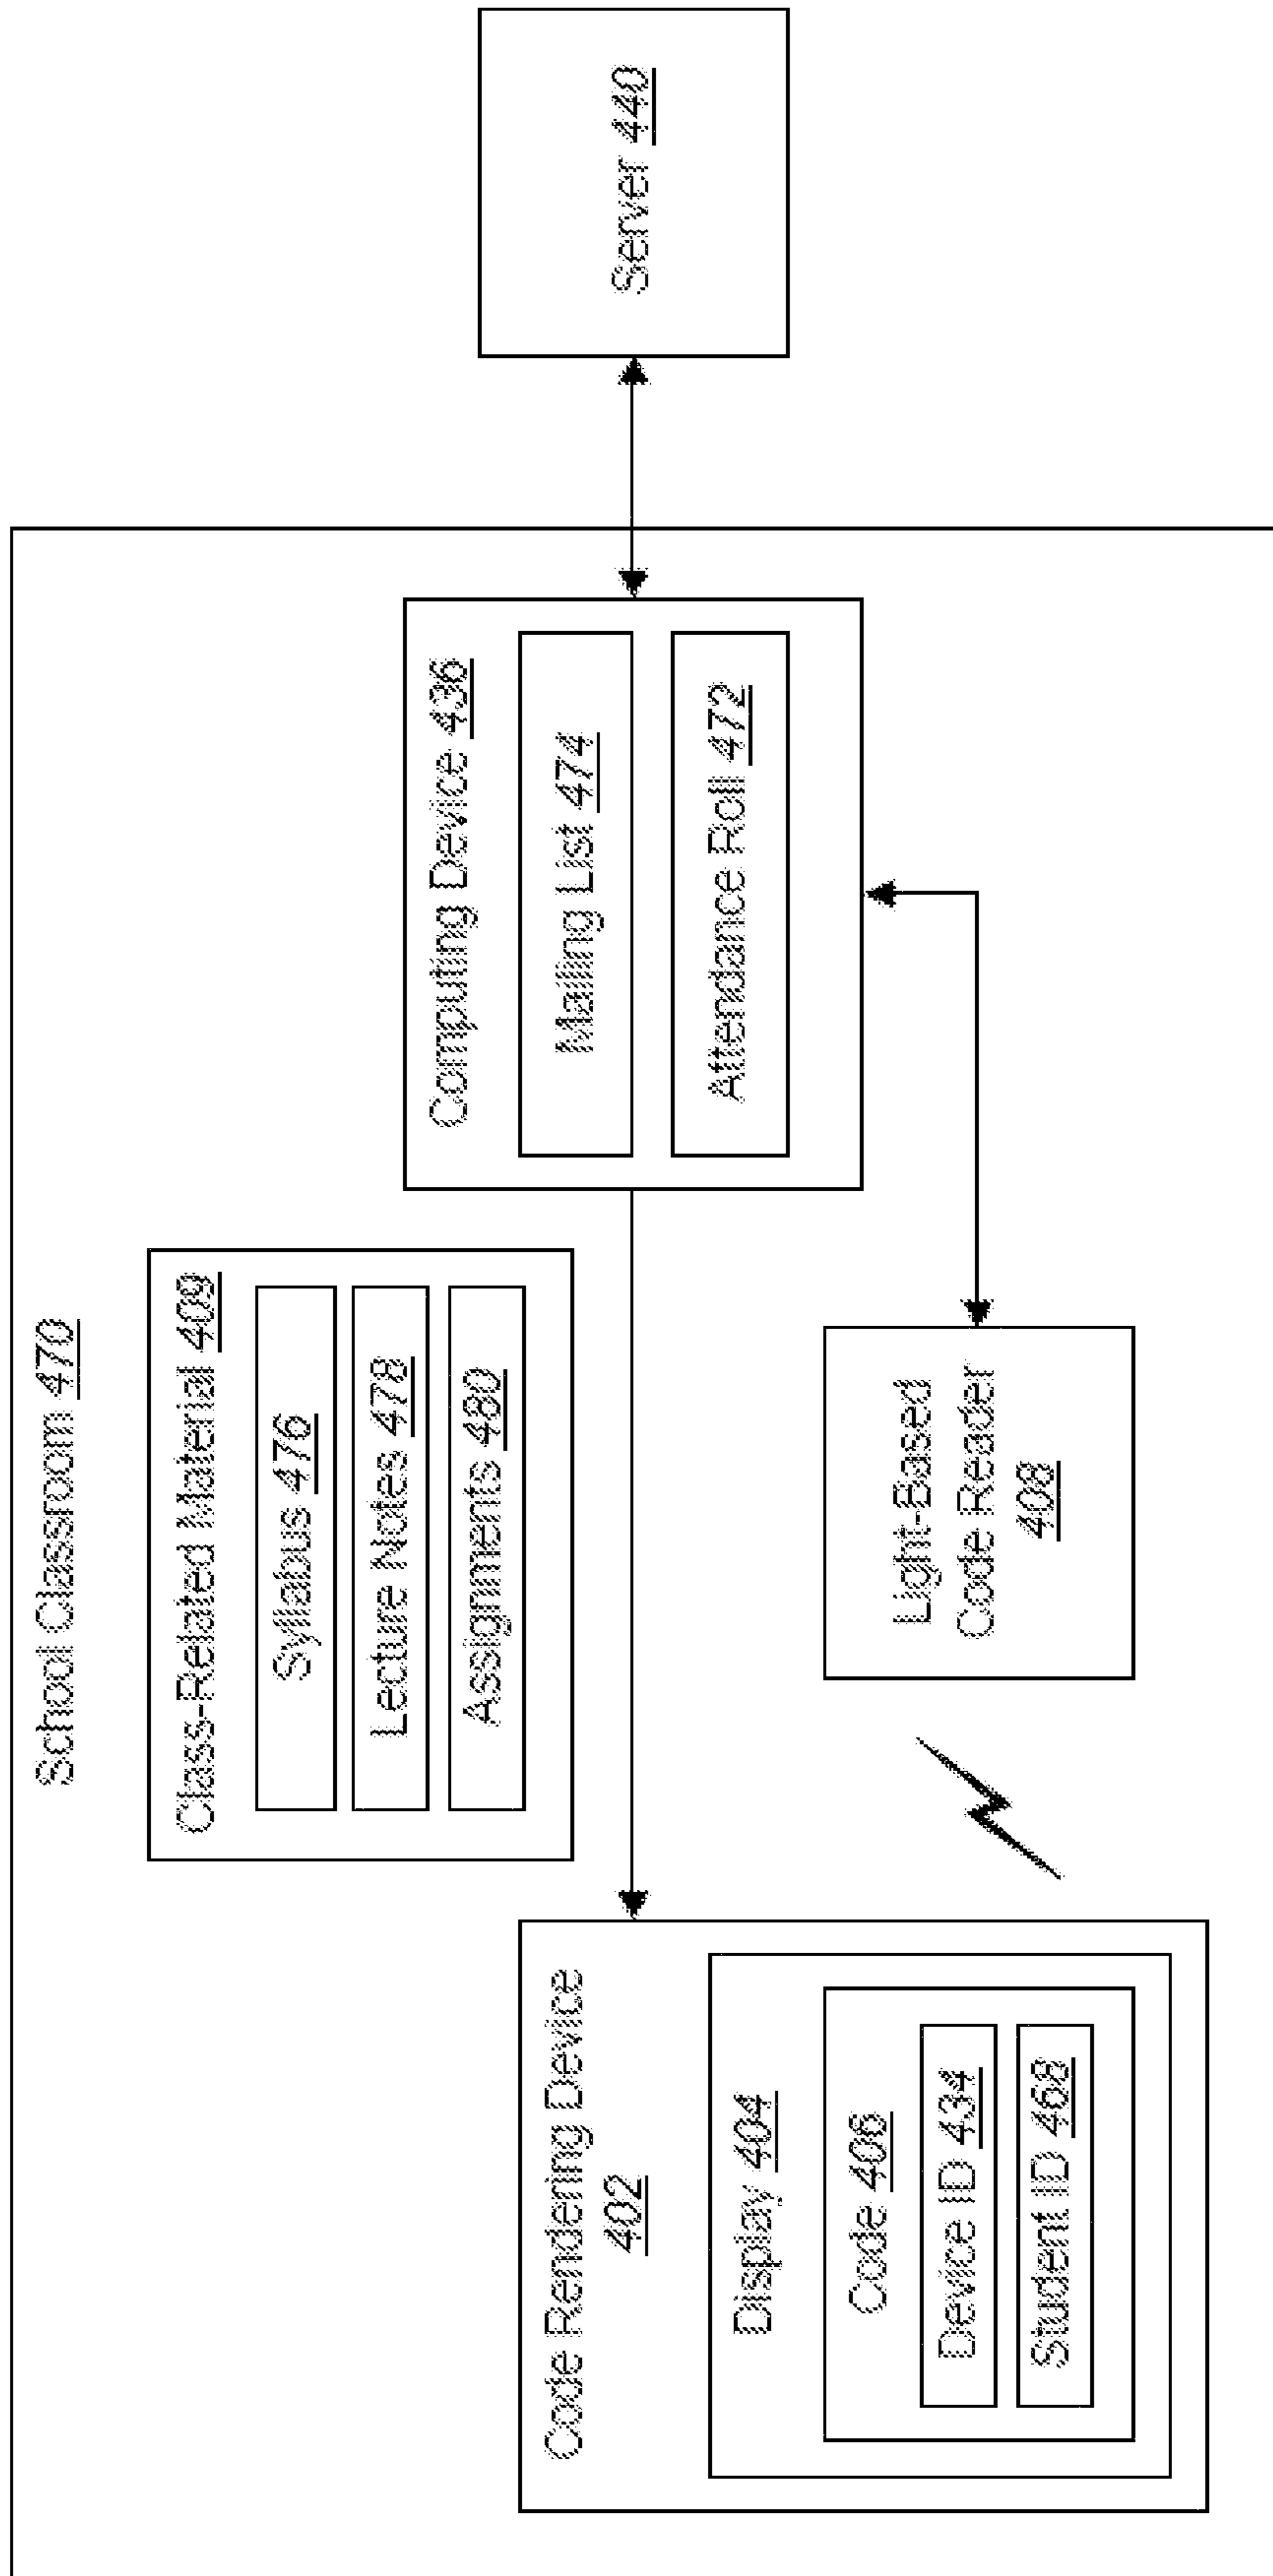 School Classroom 470
Code Rendering Device
402
Display 404
Code 406
Device ID 434
Student ID 468
Class-Related Material 409
Syllabus 476
Lecture Notes 478
Assignments 480
Light-Based
Code Reader
408
Computing Device 436
Mailing List 474
Attendance Roll 472
Server 440